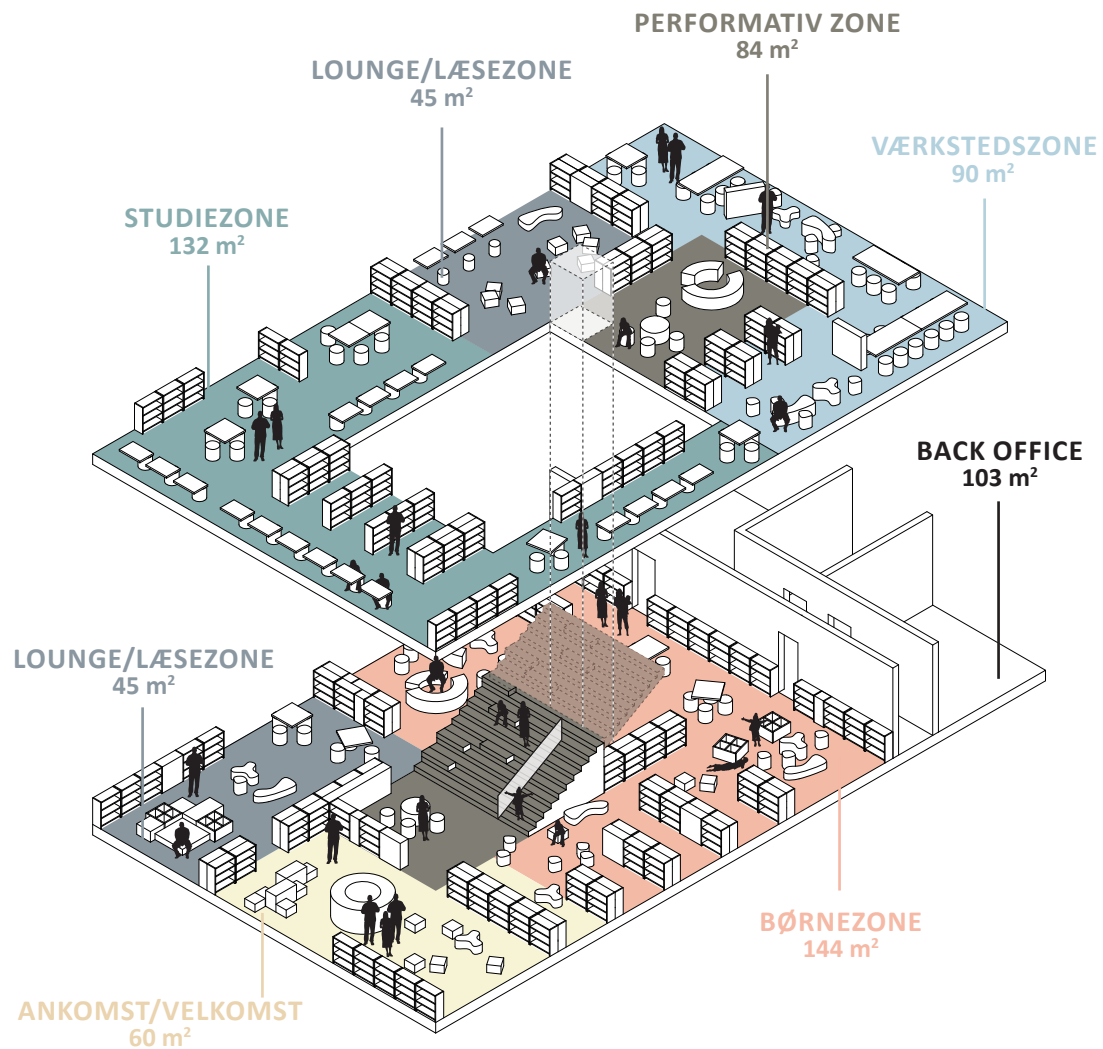 PERFORMATIV ZONE
84 m²
LOUNGE/LÆSEZONE
45 m²
VÆRKSTEDSZONE
90 m²
STUDIEZONE
132 m²
BACK OFFICE
103 m²
LOUNGE/LÆSEZONE
45 m²
BØRNEZONE
144 m²
ANKOMST/VELKOMST
60 m²